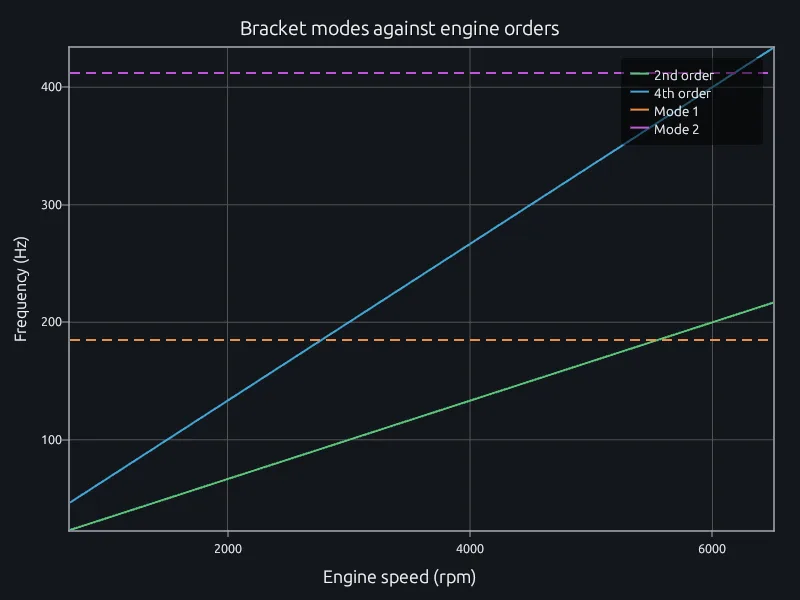 Bracket modes against engine orders
2nd order
4th order
Mode 1
Mode 2
Frequency (Hz)
400
300
200
100
2000
4000
6000
Engine speed (rpm)